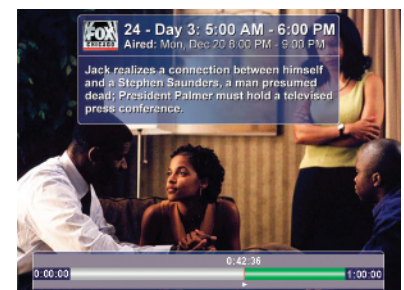 FOX
CHICAGO
24 - Day 3: 5:00 AM - 6:00 PM
Aired: Mon, Dec 20 8:00 PM - 9:00 PM
Jack realizes a connection between himself
and a Stephen Saunders, a man presumed
dead; President Palmer must hold a televised
press conference.
0:42:36
0:00:00
1:00:00